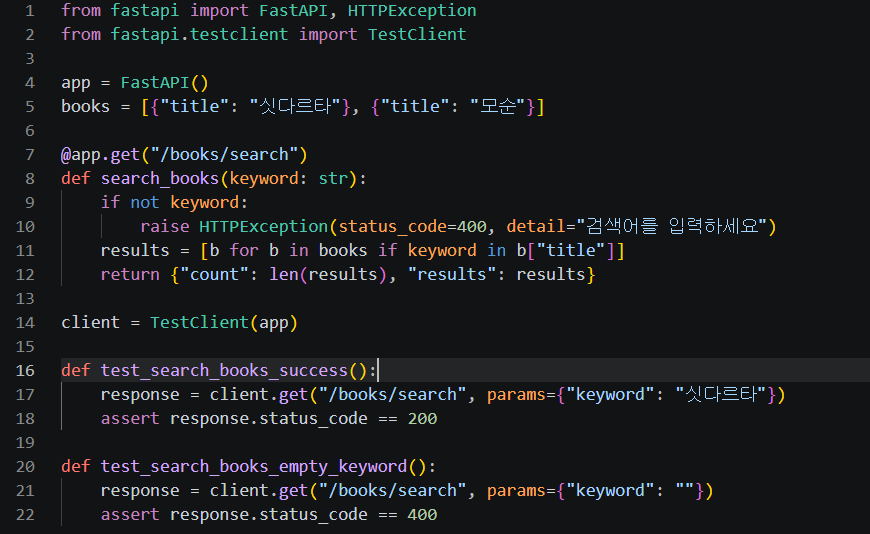 1 from fastapi import FastAPI, HTTPException
2 from fastapi.testclient import TestClient
3
4 app = FastAPI()
5 books = [{"title": "싯다르타"}, {"title": "모순"}]
6
7 @app.get("/books/search")
8 def search_books(keyword: str):
9     if not keyword:
10         raise HTTPException(status_code=400, detail="검색어를 입력하세요")
11     results = [b for b in books if keyword in b["title"]]
12     return {"count": len(results), "results": results}
13
14 client = TestClient(app)
15
16 def test_search_books_success():
17     response = client.get("/books/search", params={"keyword": "싯다르타"})
18     assert response.status_code == 200
19
20 def test_search_books_empty_keyword():
21     response = client.get("/books/search", params={"keyword": ""})
22     assert response.status_code == 400